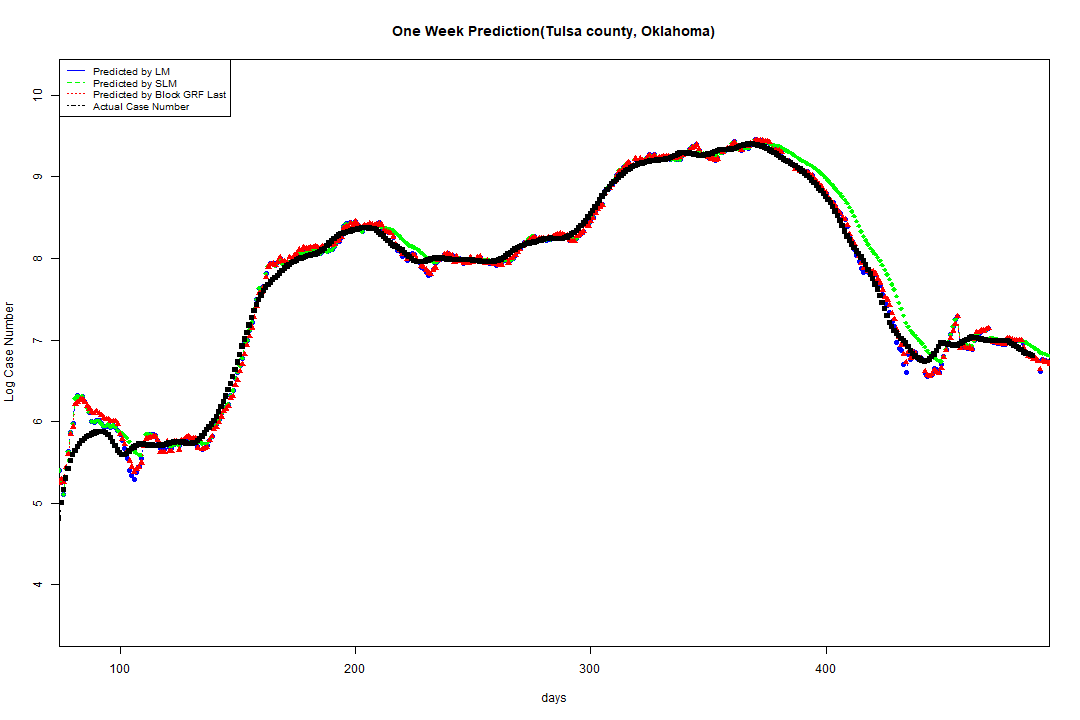 One Week Prediction(Tulsa county, Oklahoma)
Predicted by LM
Predicted by SLM
Predicted by Block GRF Last
Actual Case Number
10
9
8
7
6
5
4
Log Case Number
100 200 300 400
days